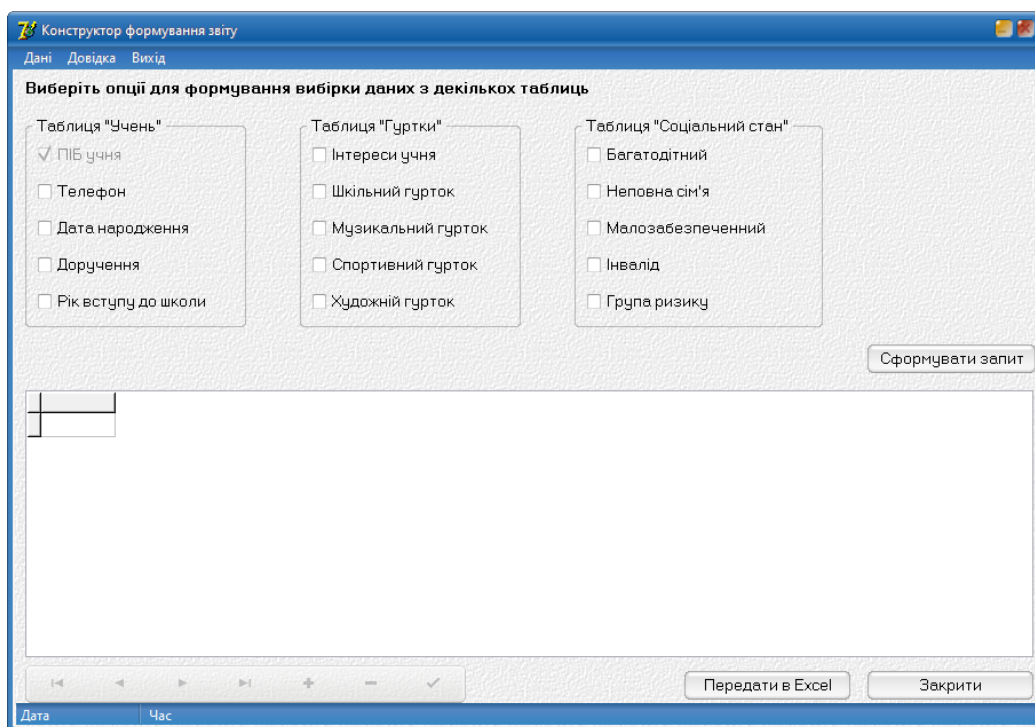 Конструктор формування звіту
Дані Довідка Вихід
Виберіть опції для формування вибірки даних з декількох таблиць
Таблиця "Учень"
ПІБ учня
Телефон
Дата народження
Доручення
Рік вступу до школи
Таблиця "Гуртки"
Інтереси учня
Шкільний гурток
Музикальний гурток
Спортивний гурток
Художній гурток
Таблиця "Соціальний стан"
Багатодітний
Неповна сім'я
Малозабезпеченний
Інвалід
Група ризику
Сформувати запит
Передати в Excel
Закрити
Дата Час